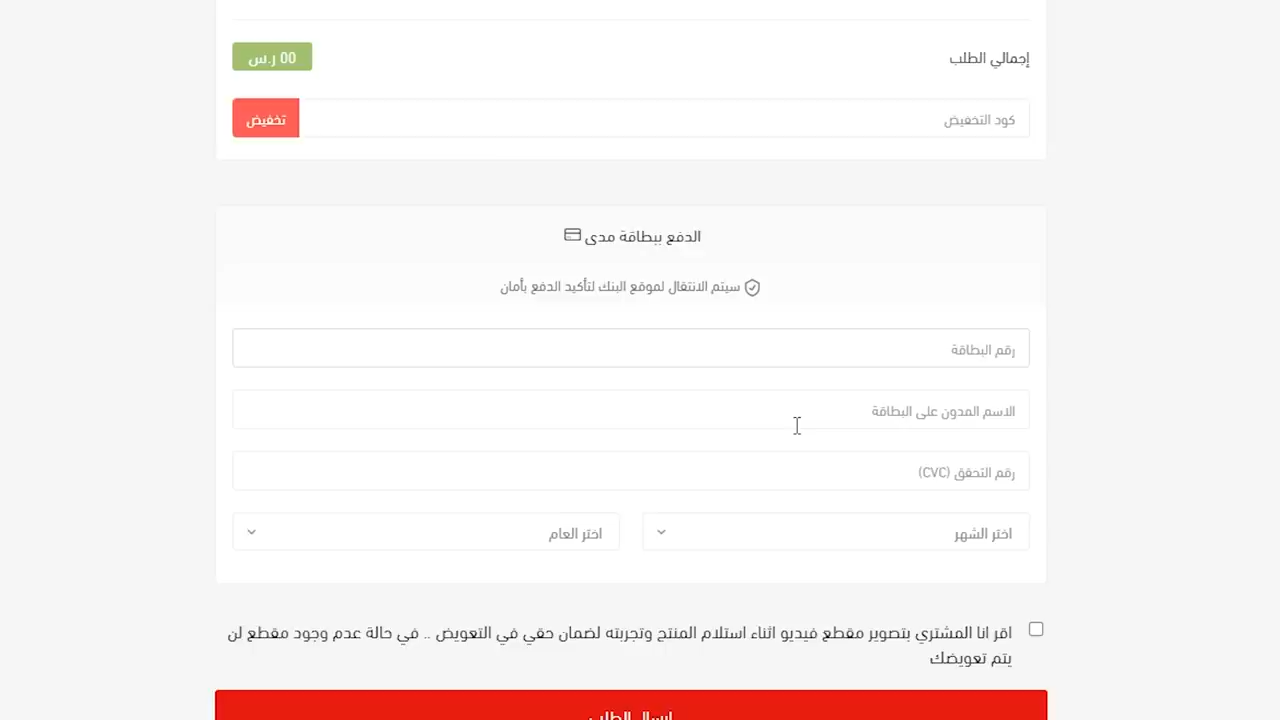 إجمالي الطلب
00 ر.س
كود التخفيض
تخفيض
الدفع ببطاقة مدى
سيتم الانتقال لموقع البنك لتأكيد الدفع بأمان
رقم البطاقة
الاسم المدون على البطاقة
رقم التحقق (CVC)
اختر الشهر
اختر العام
اقر انا المشتري بتصوير مقطع فيديو اثناء استلام المنتج وتجربته لضمان حقي في التعويض .. في حالة عدم وجود مقطع لن
يتم تعويضك
ارسال الطلب